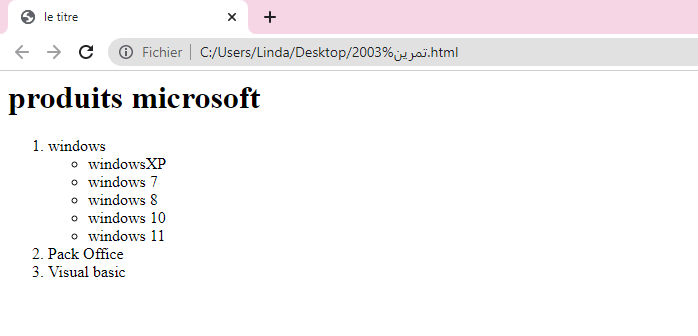 le titre
Fichier C:/Users/Linda/Desktop/2003%تمرين.html
produits microsoft
1. windows
windowsXP
windows 7
windows 8
windows 10
windows 11
2. Pack Office
3. Visual basic